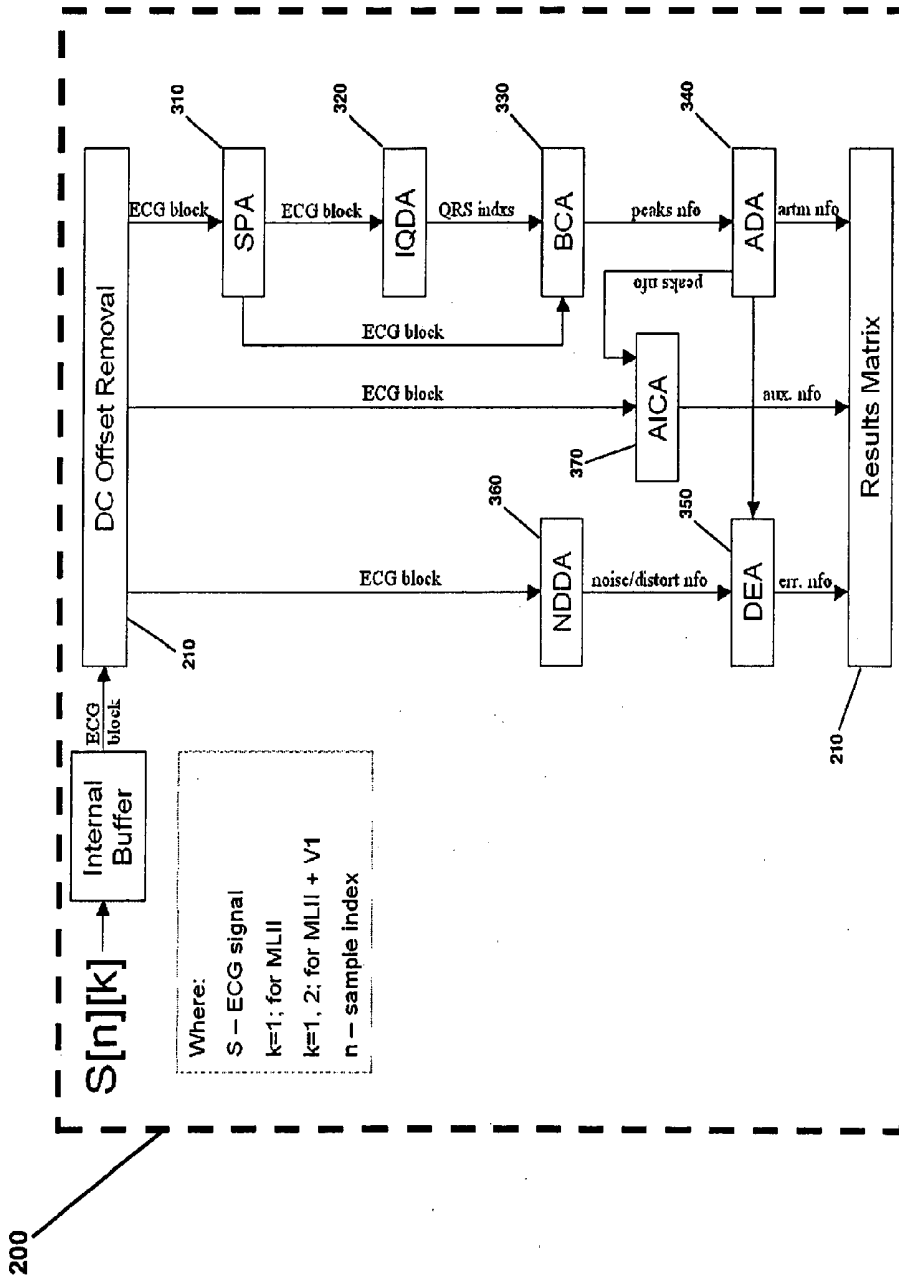 200
S[n][k]
Internal
Buffer
ECG
block
DC Offset Removal
210
Where:
S – ECG signal
k=1; for MLII
k=1, 2; for MLII + V1
n – sample index
ECG block
ECG block
ECG block
SPA
310
ECG block
ECG block
IQDA
320
QRS indxs
BCA
330
NDDA
360
peaks nfo
peaks nfo
AICA
370
noise/distort nfo
ADA
340
DEA
350
artm nfo
aux. nfo
err. nfo
Results Matrix
210